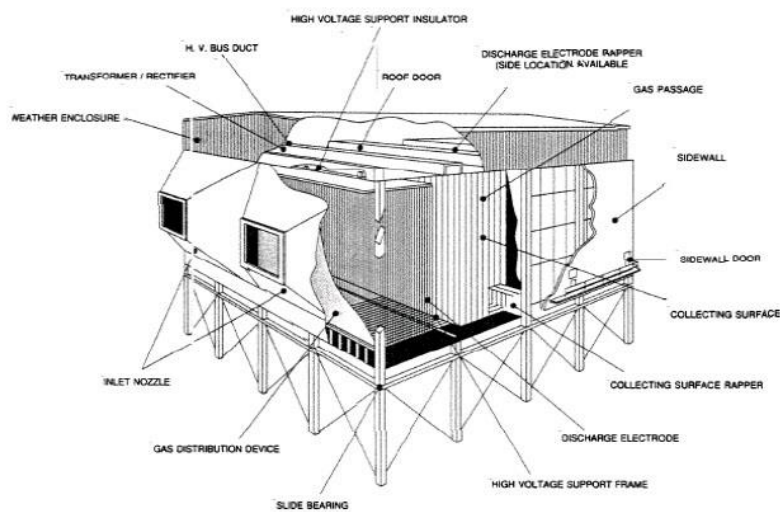 HIGH VOLTAGE SUPPORT INSULATOR
H. V. BUS DUCT
DISCHARGE ELECTRODE RAPPER
(SIDE LOCATION AVAILABLE
TRANSFORMER / RECTIFIER
ROOF DOOR
GAS PASSAGE
WEATHER ENCLOSURE
SIDEWALL
SIDEWALL DOOR
COLLECTING SURFACE
INLET NOZZLE
COLLECTING SURFACE RAPPER
GAS DISTRIBUTION DEVICE
DISCHARGE ELECTRODE
HIGH VOLTAGE SUPPORT FRAME
SLIDE BEARING